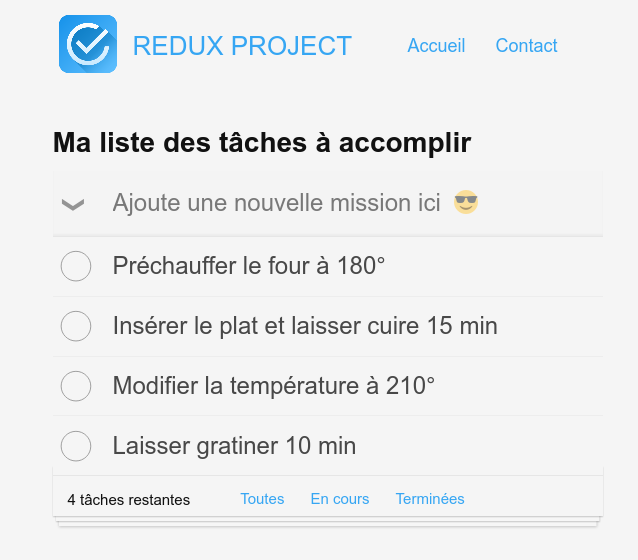 REDUX PROJECT Accueil Contact
Ma liste des tâches à accomplir
Ajoute une nouvelle mission ici 😎
Préchauffer le four à 180°
Insérer le plat et laisser cuire 15 min
Modifier la température à 210°
Laisser gratiner 10 min
4 tâches restantes Toutes En cours Terminées